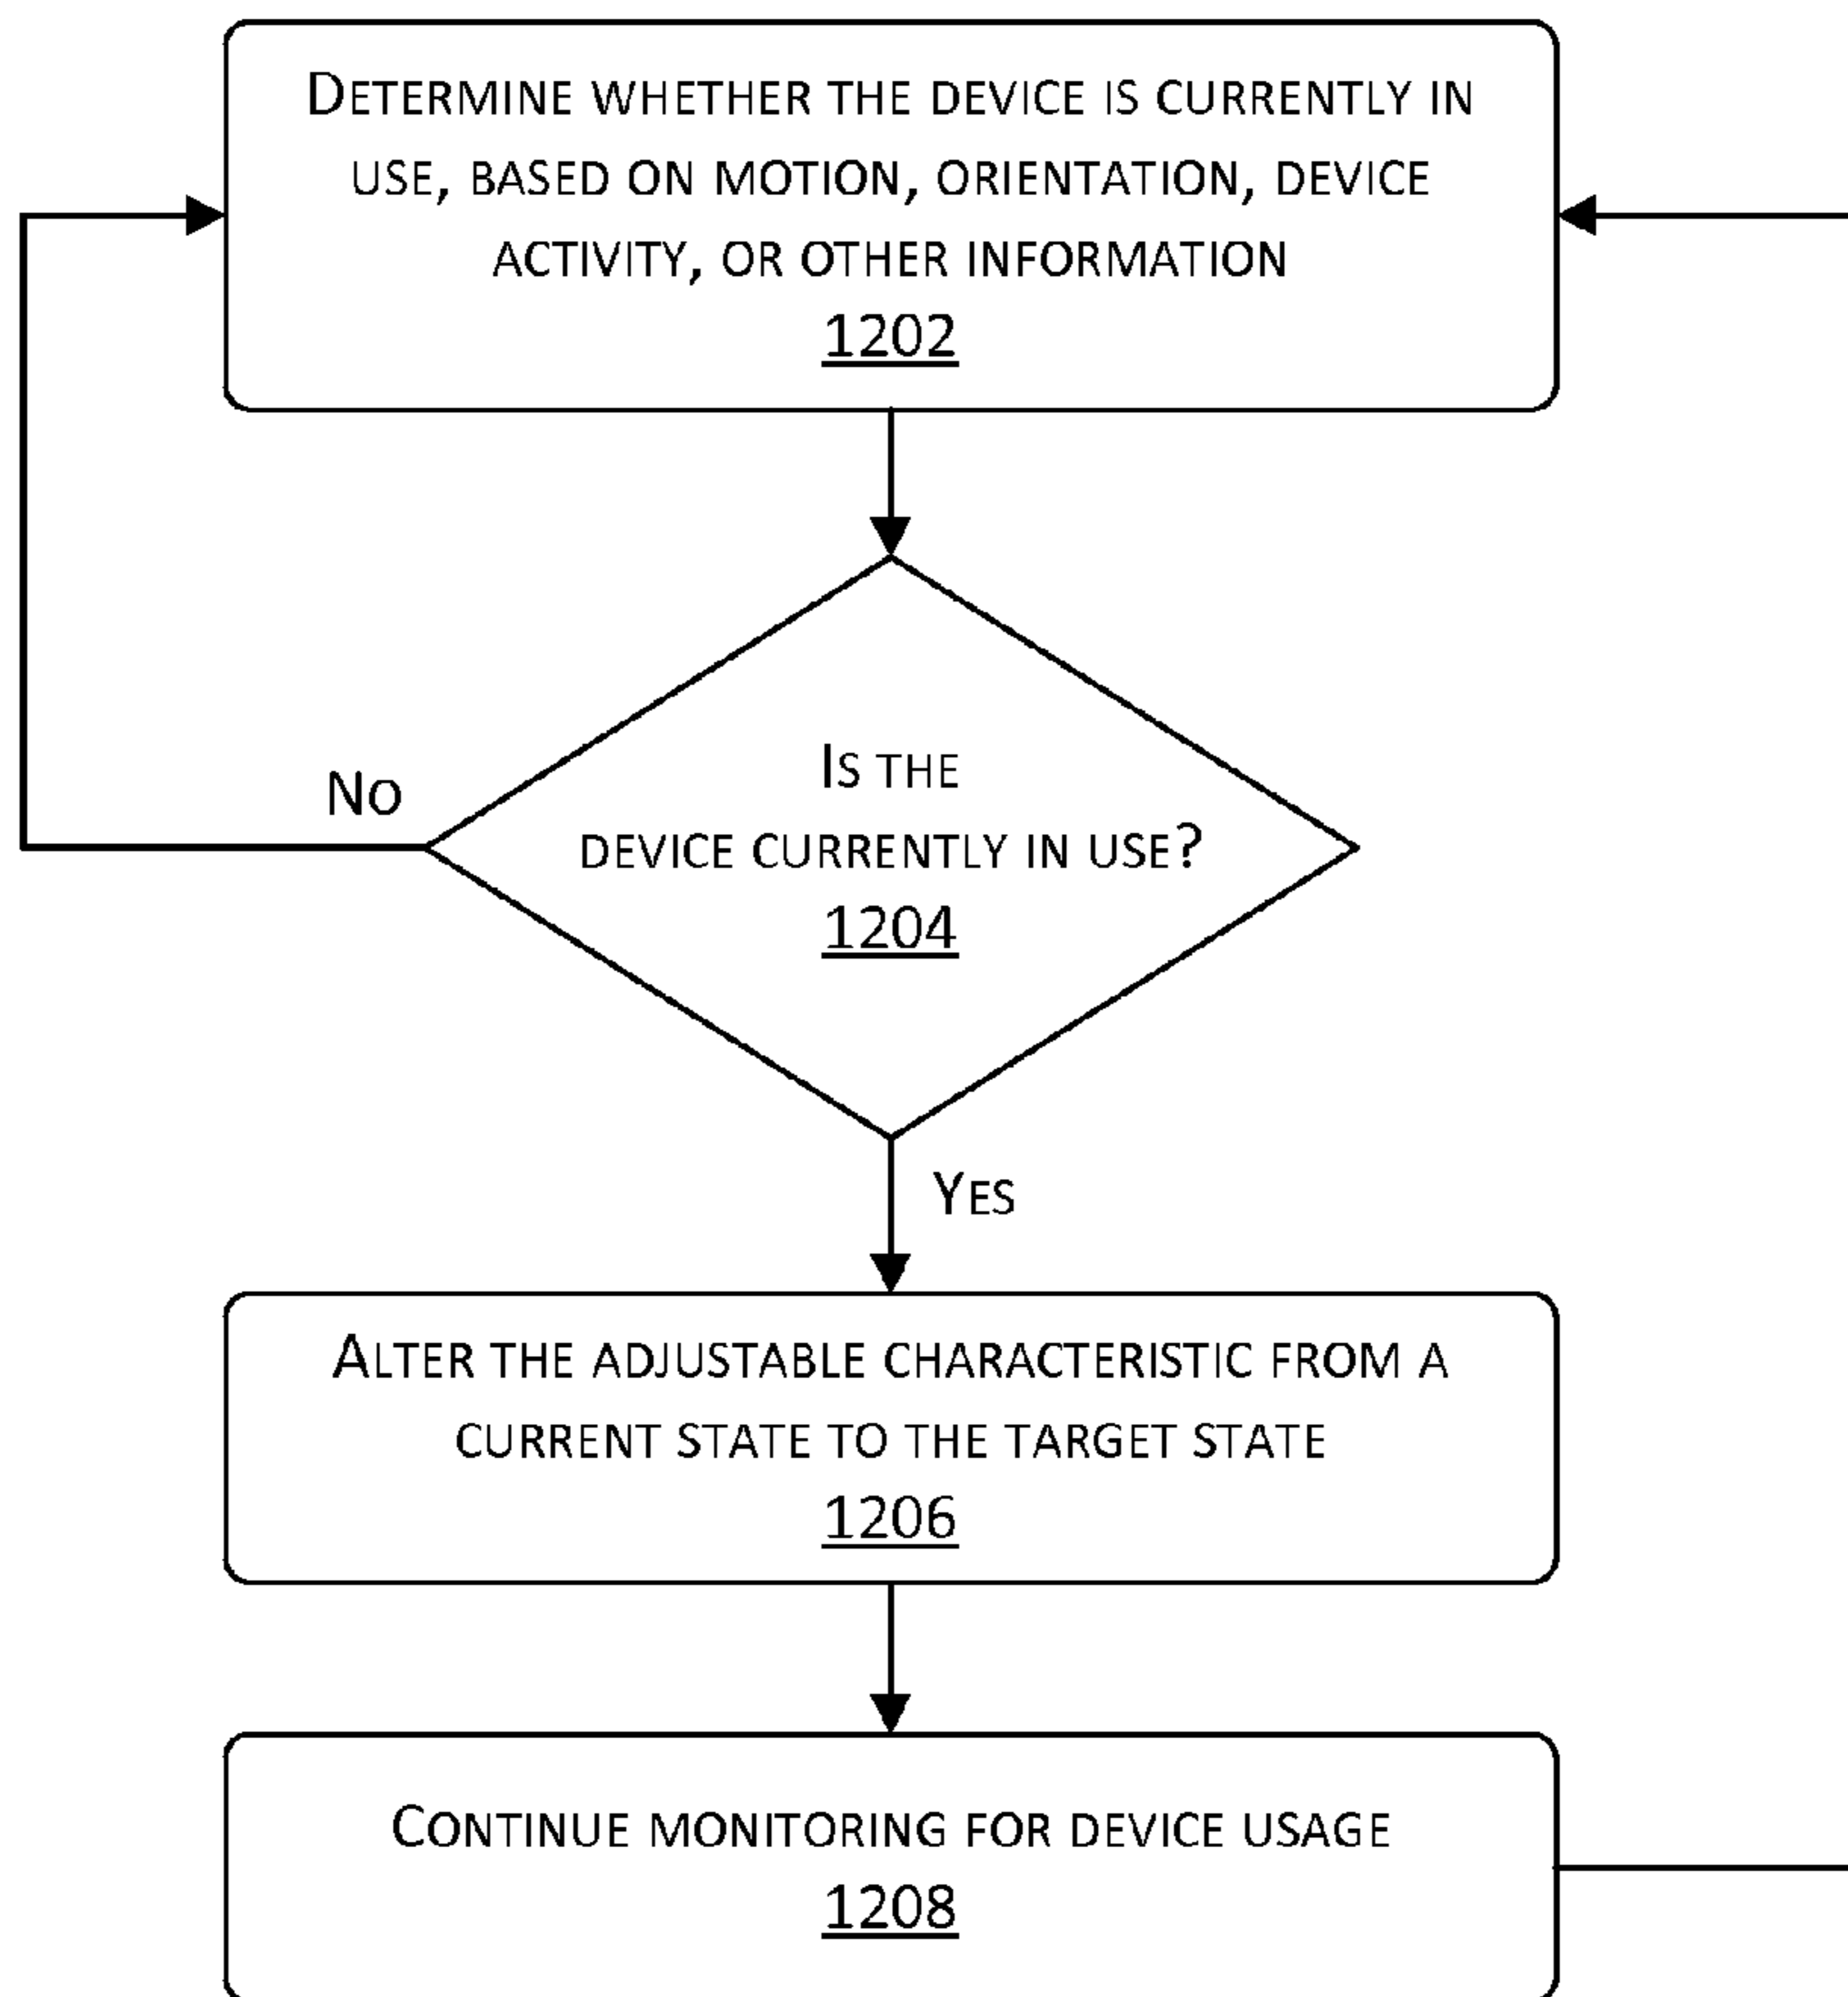 DETERMINE WHETHER THE DEVICE IS CURRENTLY IN
USE, BASED ON MOTION, ORIENTATION, DEVICE
ACTIVITY, OR OTHER INFORMATION
1202
IS THE
DEVICE CURRENTLY IN USE?
1204
NO
YES
ALTER THE ADJUSTABLE CHARACTERISTIC FROM A
CURRENT STATE TO THE TARGET STATE
1206
CONTINUE MONITORING FOR DEVICE USAGE
1208